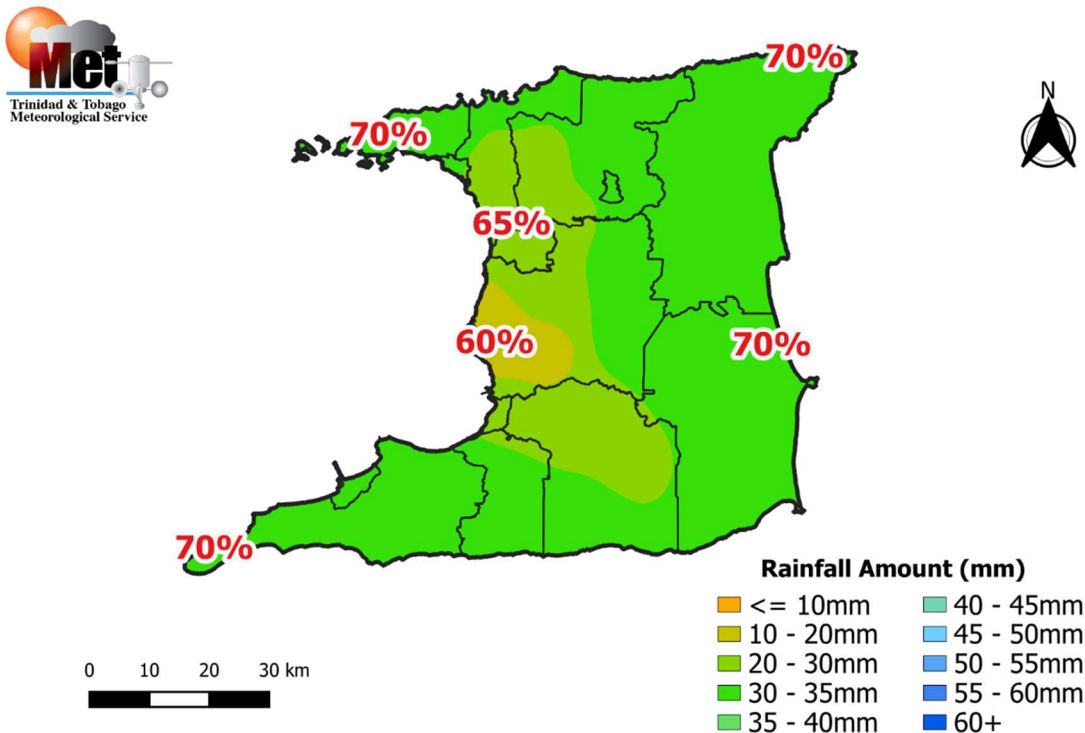 Met
Trinidad & Tobago
Meteorological Service
70%
N
70%
65%
60%
70%
70%
Rainfall Amount (mm)
<= 10mm
10 - 20mm
20 - 30mm
30 - 35mm
35 - 40mm
40 - 45mm
45 - 50mm
50 - 55mm
55 - 60mm
60+
0 10 20 30 km